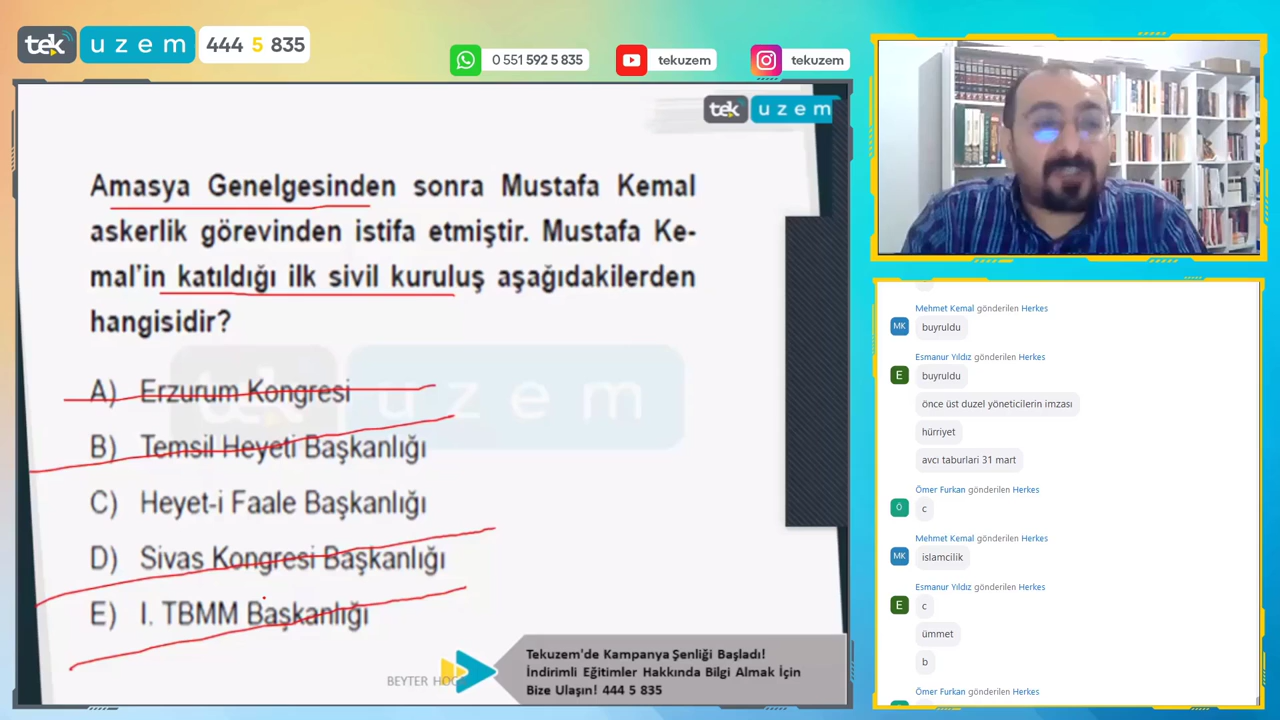 tek uzem 444 5 835
0 551 592 5 835
tekuzem
tekuzem
tek uzem
Amasya Genelgesinden sonra Mustafa Kemal
askerlik görevinden istifa etmiştir. Mustafa Ke-
mal'in katıldığı ilk sivil kuruluş aşağıdakilerden
hangisidir?
A) Erzurum Kongresi
B) Temsil Heyeti Başkanlığı
C) Heyet-i Faale Başkanlığı
D) Sivas Kongresi Başkanlığı
E) I. TBMM Başkanlığı
tek uzem
BEYTER
Tekuzem'de Kampanya Şenliği Başladı!
İndirimli Eğitimler Hakkında Bilgi Almak İçin
Bize Ulaşın! 444 5 835
Mehmet Kemal gönderilen Herkes
MK
buyruldu
Esmanur Yıldız gönderilen Herkes
E
buyruldu
önce üst duzel yöneticilerin imzası
hürriyet
avcı taburlari 31 mart
Ömer Furkan gönderilen Herkes
Ö
c
Mehmet Kemal gönderilen Herkes
MK
islamcilik
Esmanur Yıldız gönderilen Herkes
E
c
ümmet
b
Ömer Furkan gönderilen Herkes